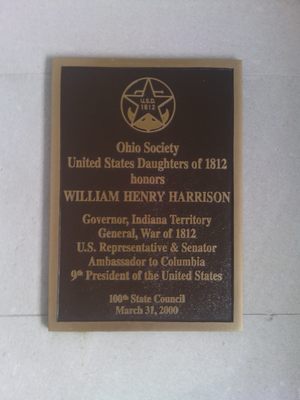 U.S.D.
1812
Ohio Society
United States Daughters of 1812
honors
WILLIAM HENRY HARRISON
Governor, Indiana Territory
General, War of 1812
U.S. Representative & Senator
Ambassador to Columbia
9th President of the United States
100th State Council
March 31, 2000